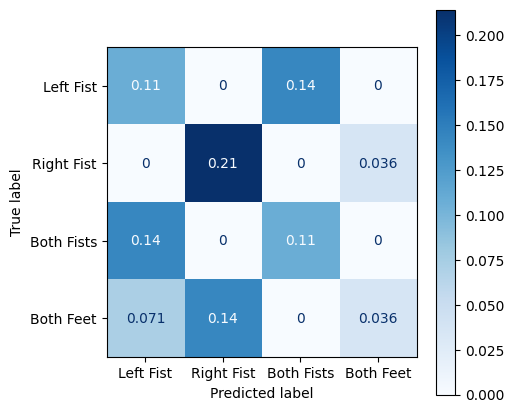 Left Fist 0.11 0 0.14 0
Right Fist 0 0.21 0 0.036
Both Fists 0.14 0 0.11 0
Both Feet 0.071 0.14 0 0.036
Left Fist Right Fist Both Fists Both Feet
Predicted label
True label
0.200
0.175
0.150
0.125
0.100
0.075
0.050
0.025
0.000